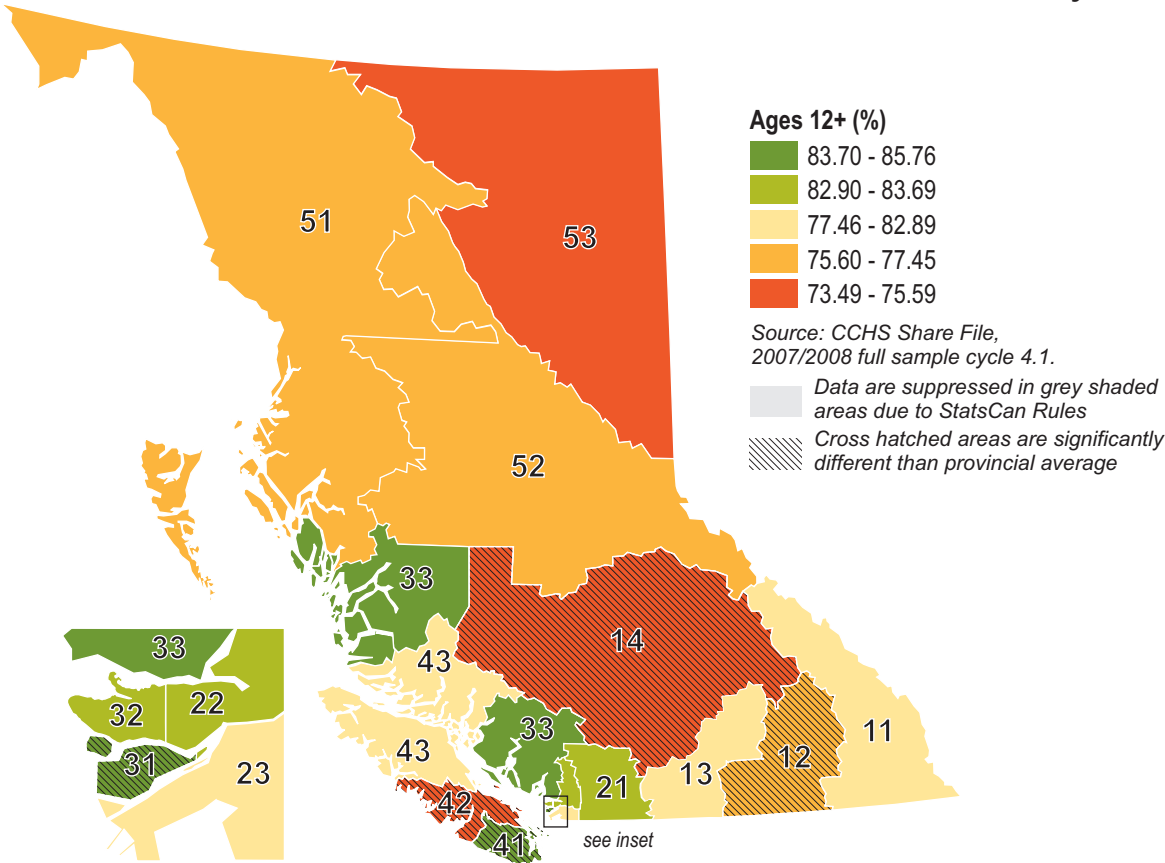 Ages 12+ (%)
83.70 - 85.76
82.90 - 83.69
77.46 - 82.89
75.60 - 77.45
73.49 - 75.59
Source: CCHS Share File,
2007/2008 full sample cycle 4.1.
Data are suppressed in grey shaded
areas due to StatsCan Rules
Cross hatched areas are significantly
different than provincial average
51
53
52
33
14
43
33
43
11
12
13
21
42
41
see inset
33
32
22
31
23